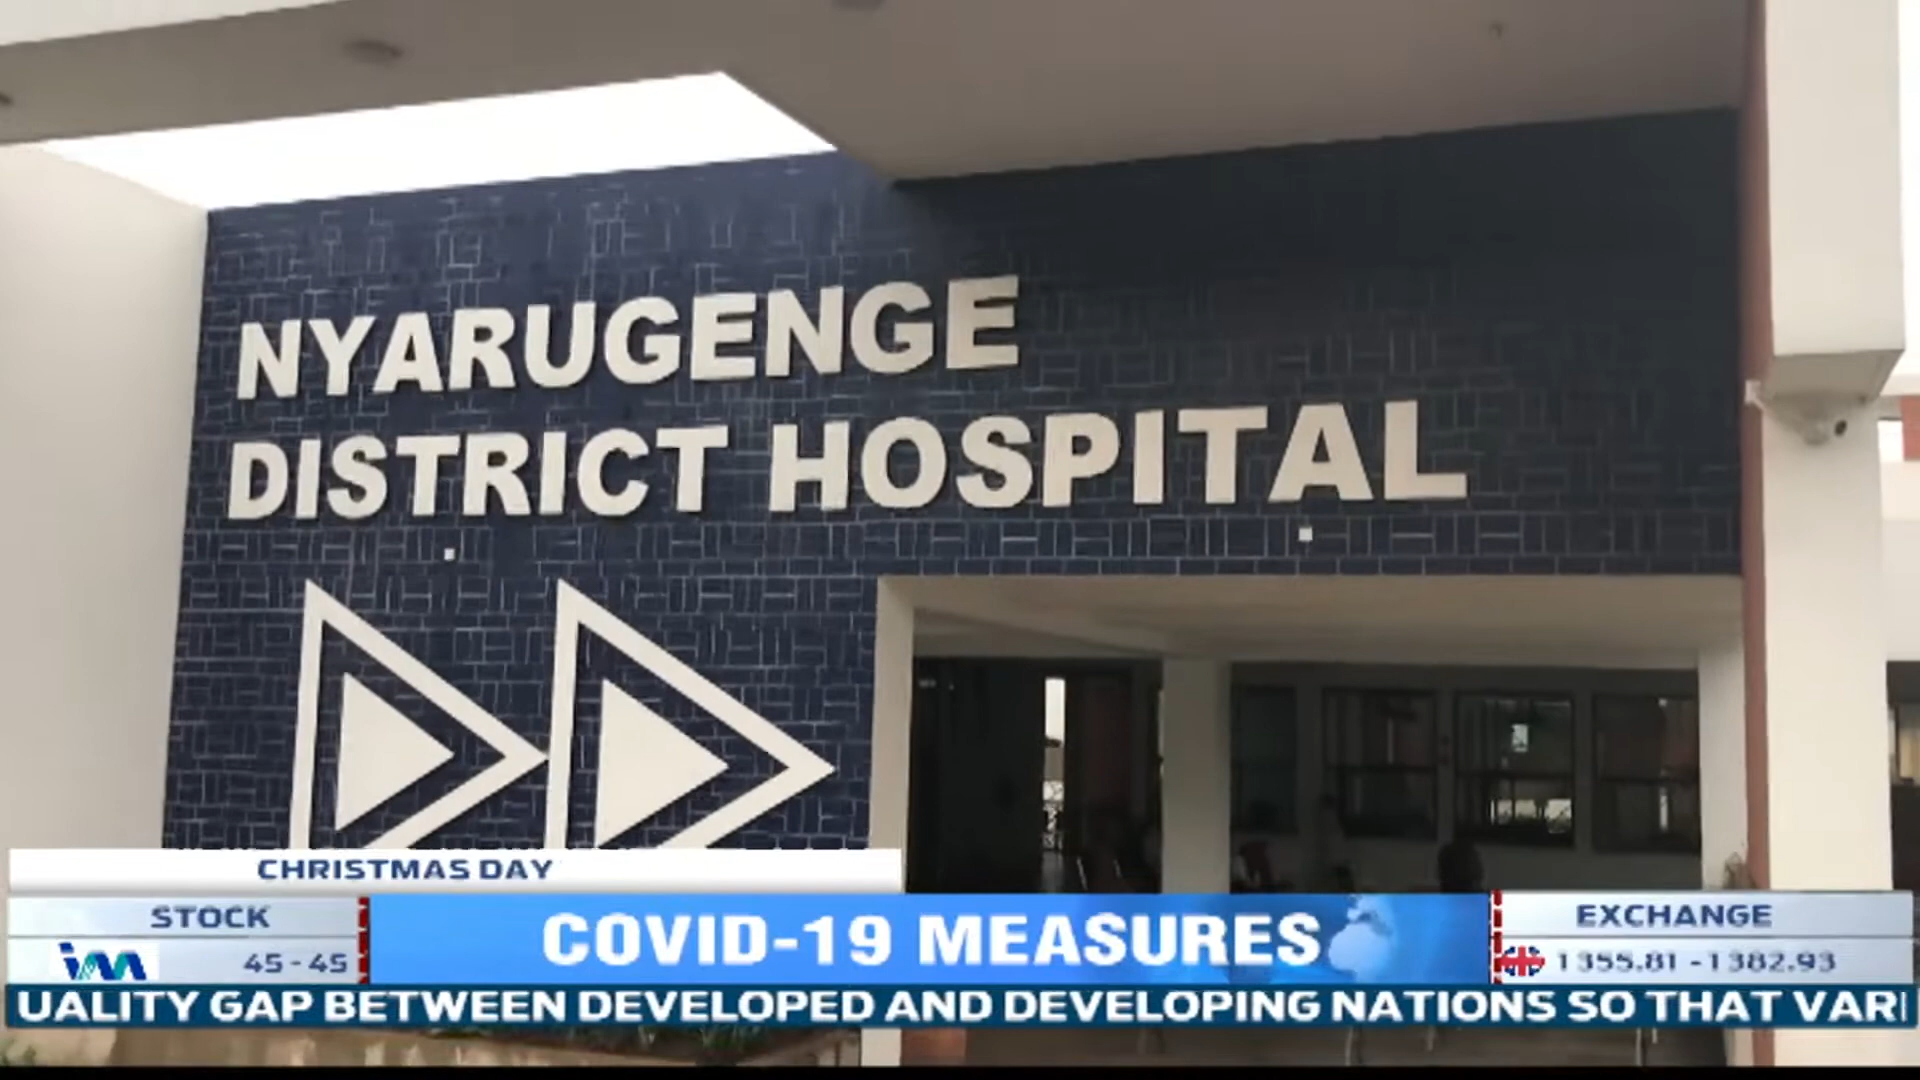 NYARUGENGE
DISTRICT HOSPITAL
CHRISTMAS DAY
STOCK
COVID-19 MEASURES
EXCHANGE
im
45 - 45
1355.81 - 1382.93
UALITY GAP BETWEEN DEVELOPED AND DEVELOPING NATIONS SO THAT VARI